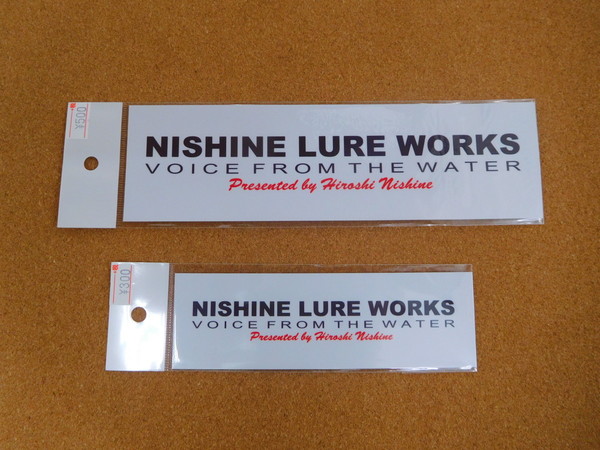 ¥500
NISHINE LURE WORKS
VOICE FROM THE WATER
Presented by Hiroshi Nishine
¥300
NISHINE LURE WORKS
VOICE FROM THE WATER
Presented by Hiroshi Nishine